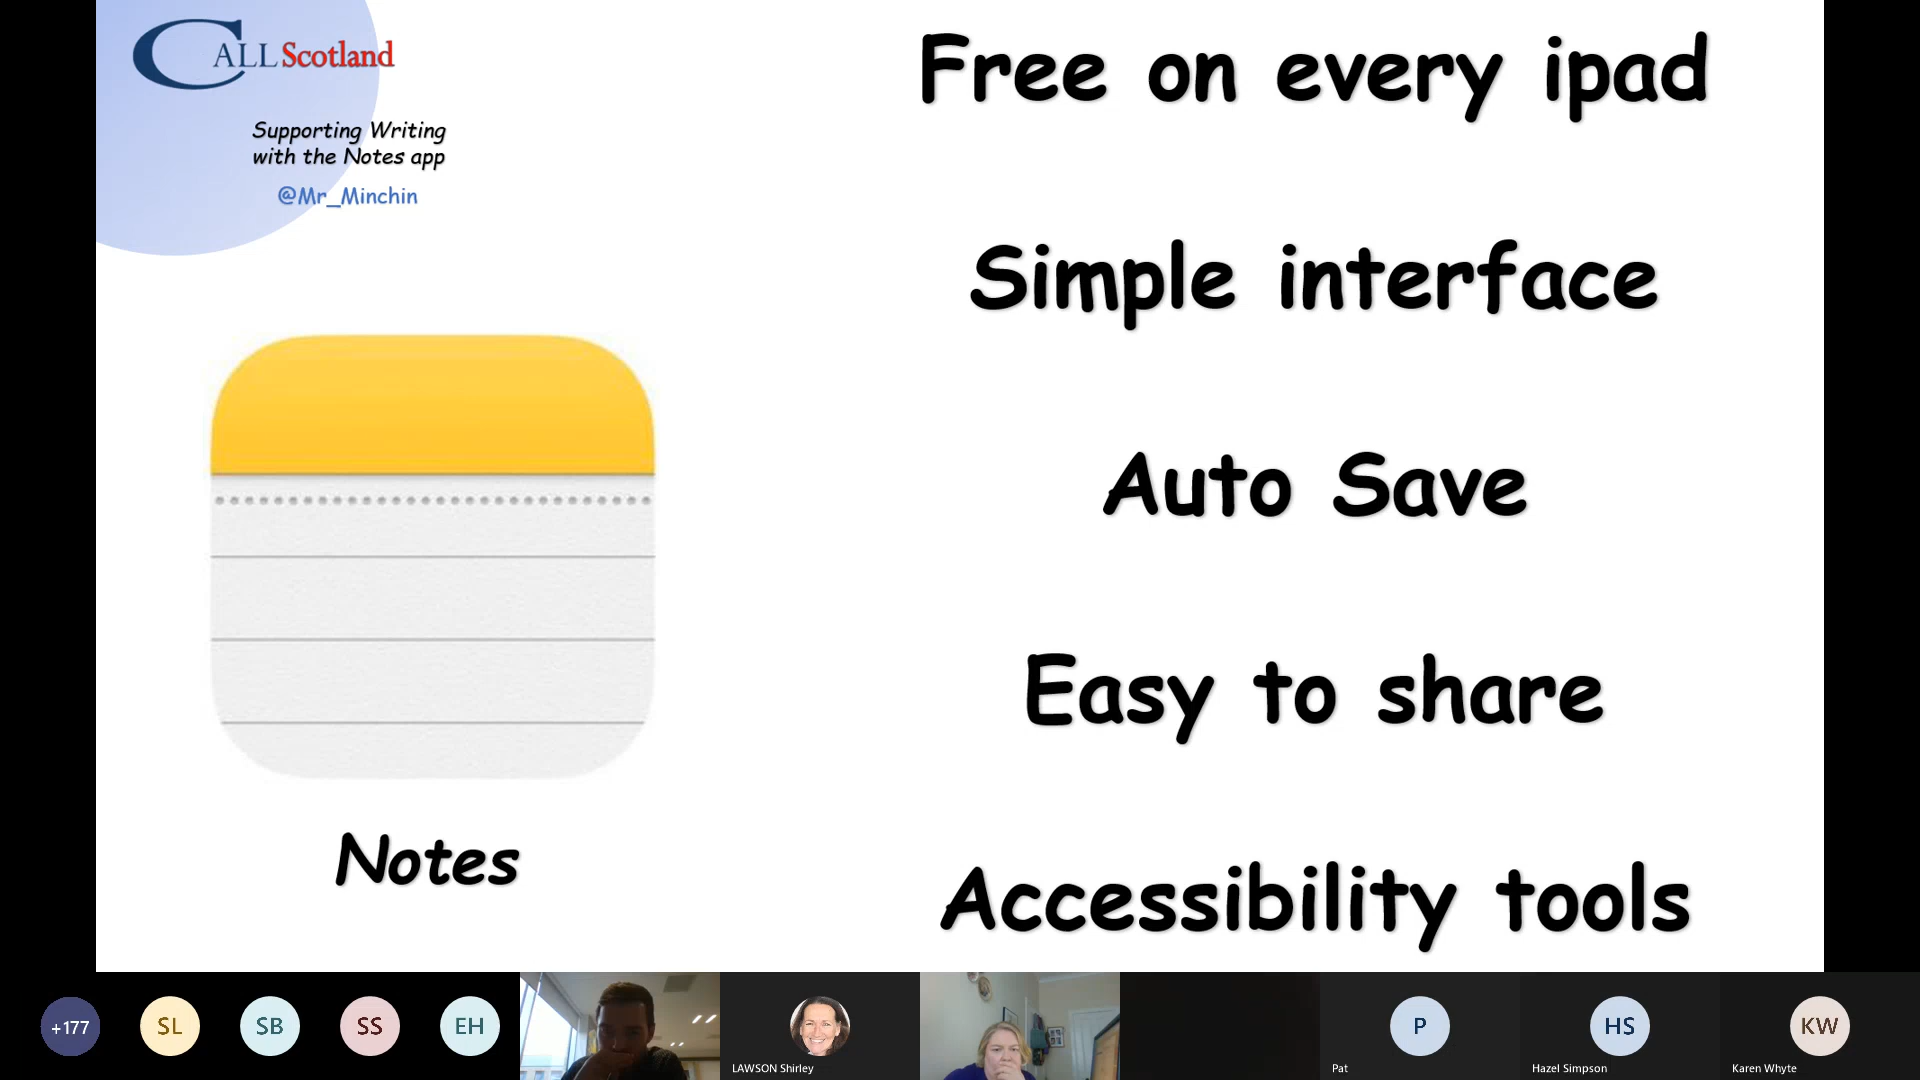 CALL Scotland
Supporting Writing
with the Notes app
@Mr_Minchin
Notes
Free on every ipad
Simple interface
Auto Save
Easy to share
Accessibility tools
+177
SL
SB
SS
EH
LAWSON Shirley
P
Pat
HS
Hazel Simpson
KW
Karen Whyte